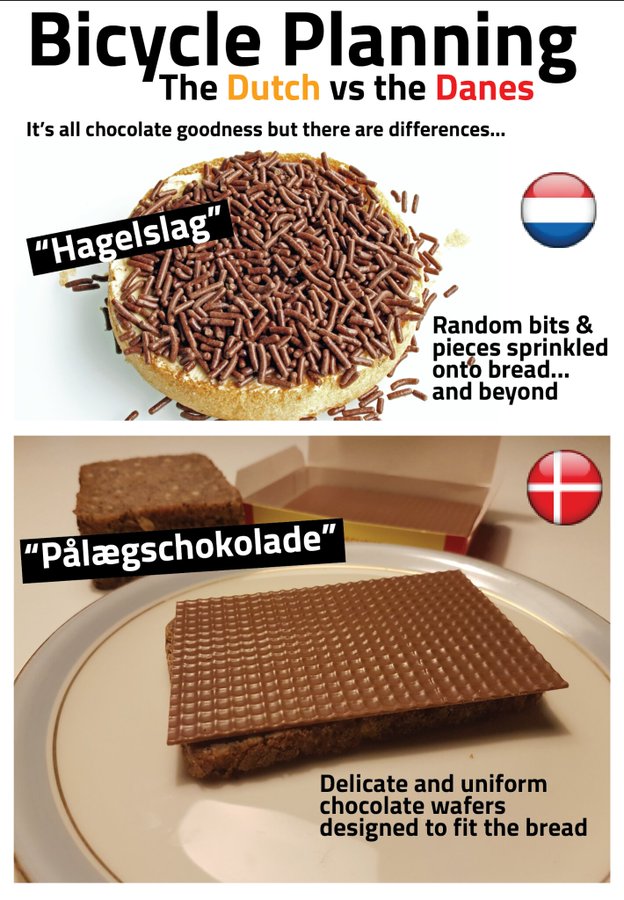 Bicycle Planning
The Dutch vs the Danes
It's all chocolate goodness but there are differences...
“Hagelslag”
Random bits &
pieces sprinkled
onto bread...
and beyond
“Pålægschokolade”
Delicate and uniform
chocolate wafers
designed to fit the bread